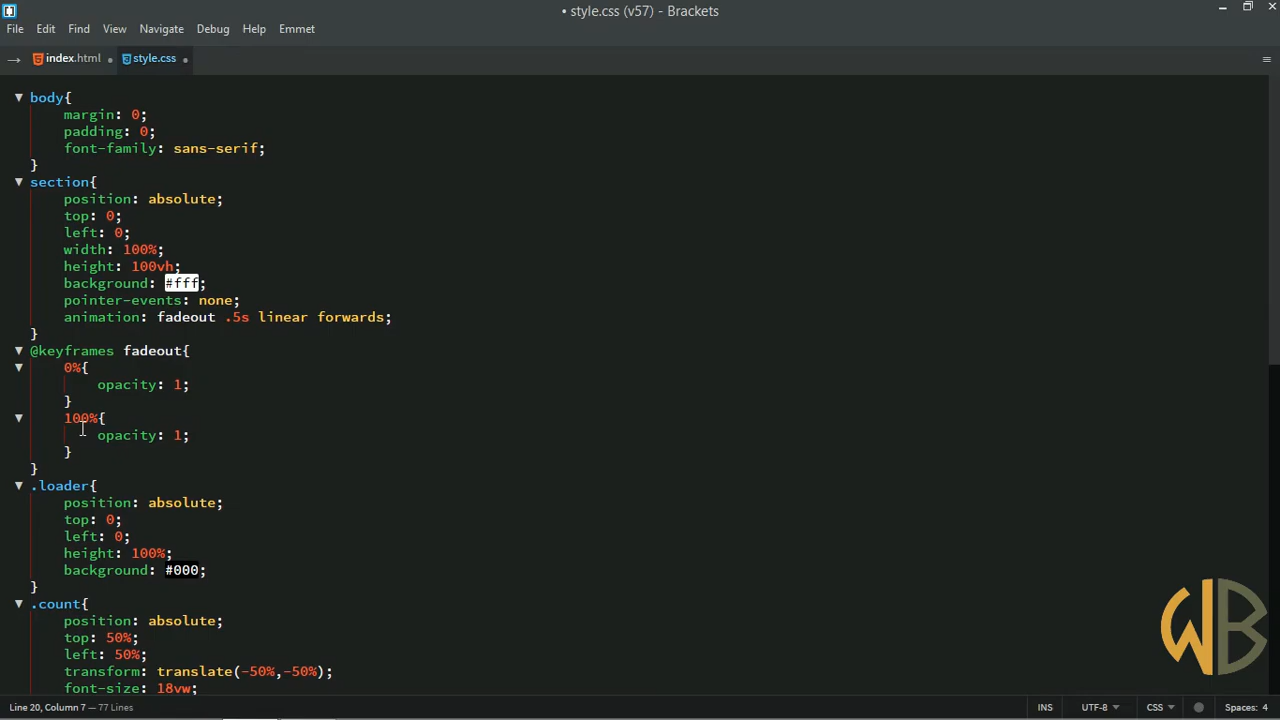 • style.css (v57) - Brackets
File Edit Find View Navigate Debug Help Emmet
index.html • style.css •
body{
margin: 0;
padding: 0;
font-family: sans-serif;
}
section{
position: absolute;
top: 0;
left: 0;
width: 100%;
height: 100vh;
background: #fff;
pointer-events: none;
animation: fadeout .5s linear forwards;
}
@keyframes fadeout{
0%{
opacity: 1;
}
100%{
opacity: 1;
}
}
.loader{
position: absolute;
top: 0;
left: 0;
height: 100%;
background: #000;
}
.count{
position: absolute;
top: 50%;
left: 50%;
transform: translate(-50%,-50%);
font-size: 18vw;
WB
Line 20, Column 7 — 77 Lines INS UTF-8 CSS Spaces: 4